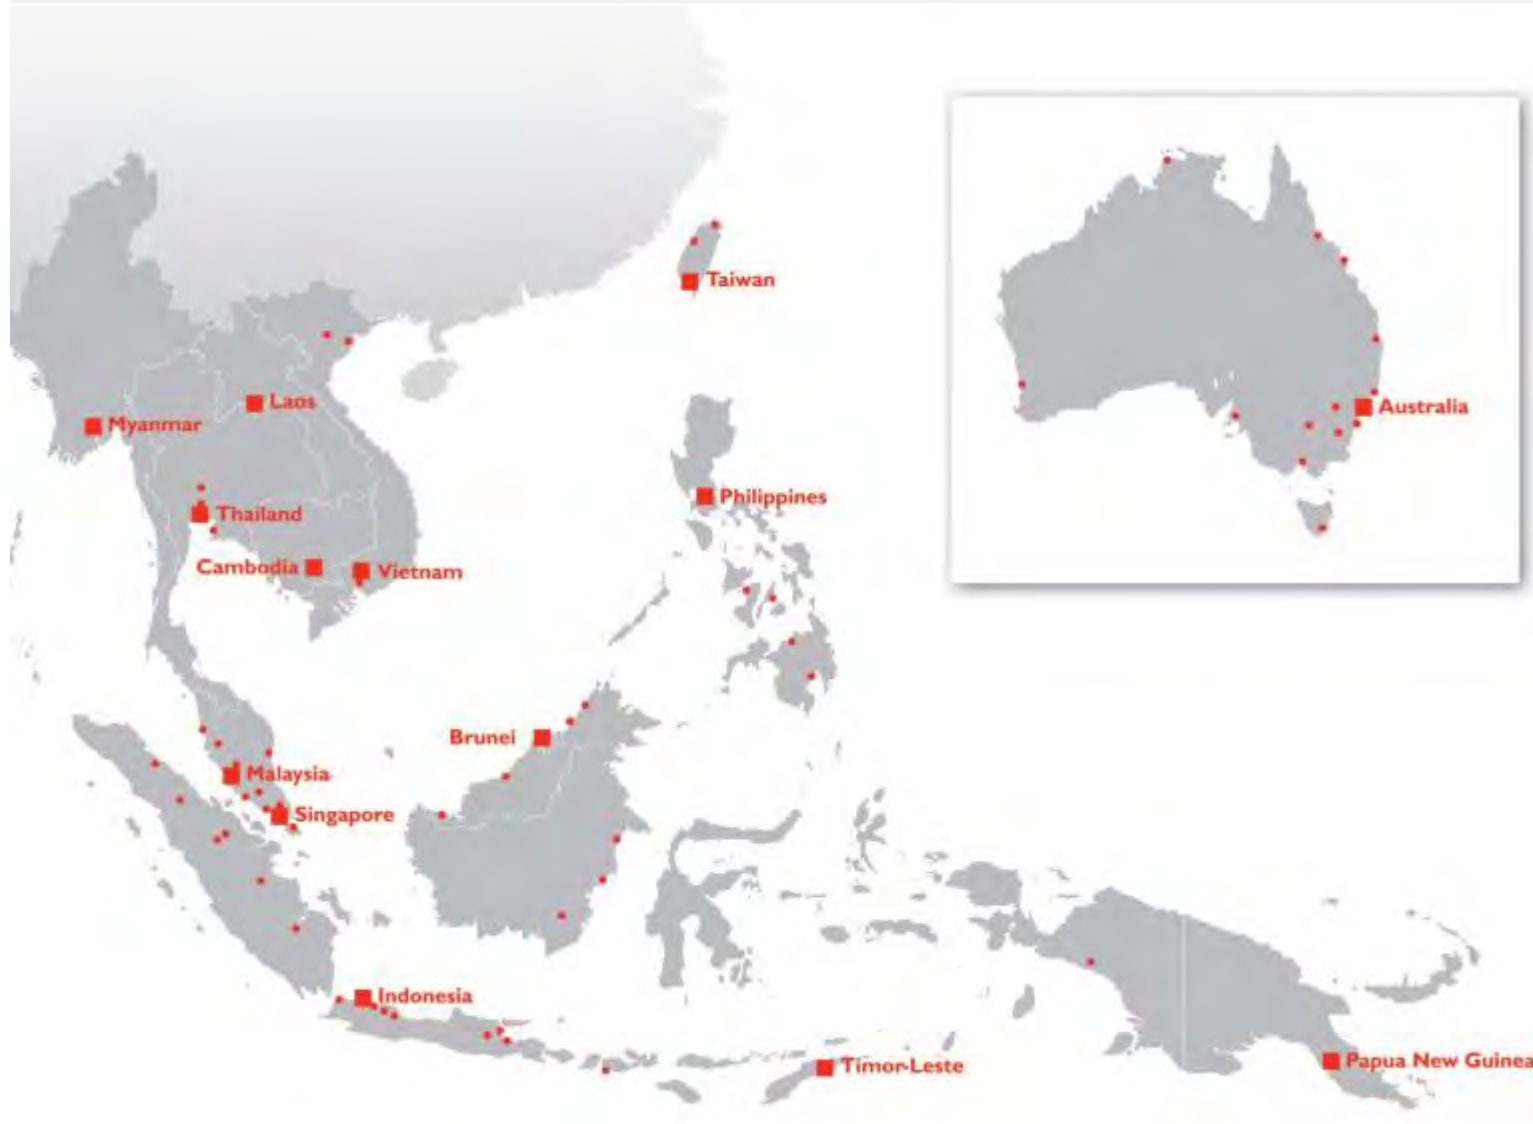 Taiwan
Laos
Australia
Myanmar
Philippines
Thailand
Cambodia
Vietnam
Brunei
Malaysia
Singapore
Indonesia
Timor-Leste
Papua New Guinea